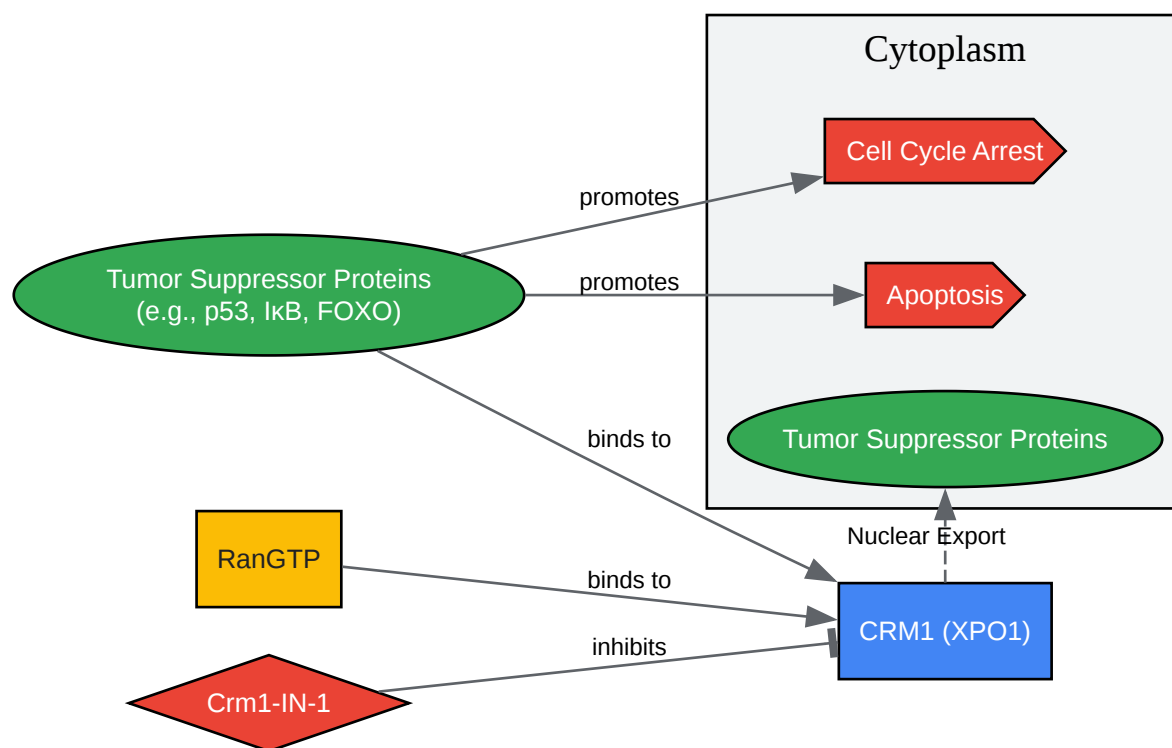 Cytoplasm
Cell Cycle Arrest
promotes
Tumor Suppressor Proteins
(e.g., p53, IκB, FOXO)
promotes
Apoptosis
binds to
Tumor Suppressor Proteins
Nuclear Export
RanGTP
binds to
CRM1 (XPO1)
inhibits
Crm1-IN-1